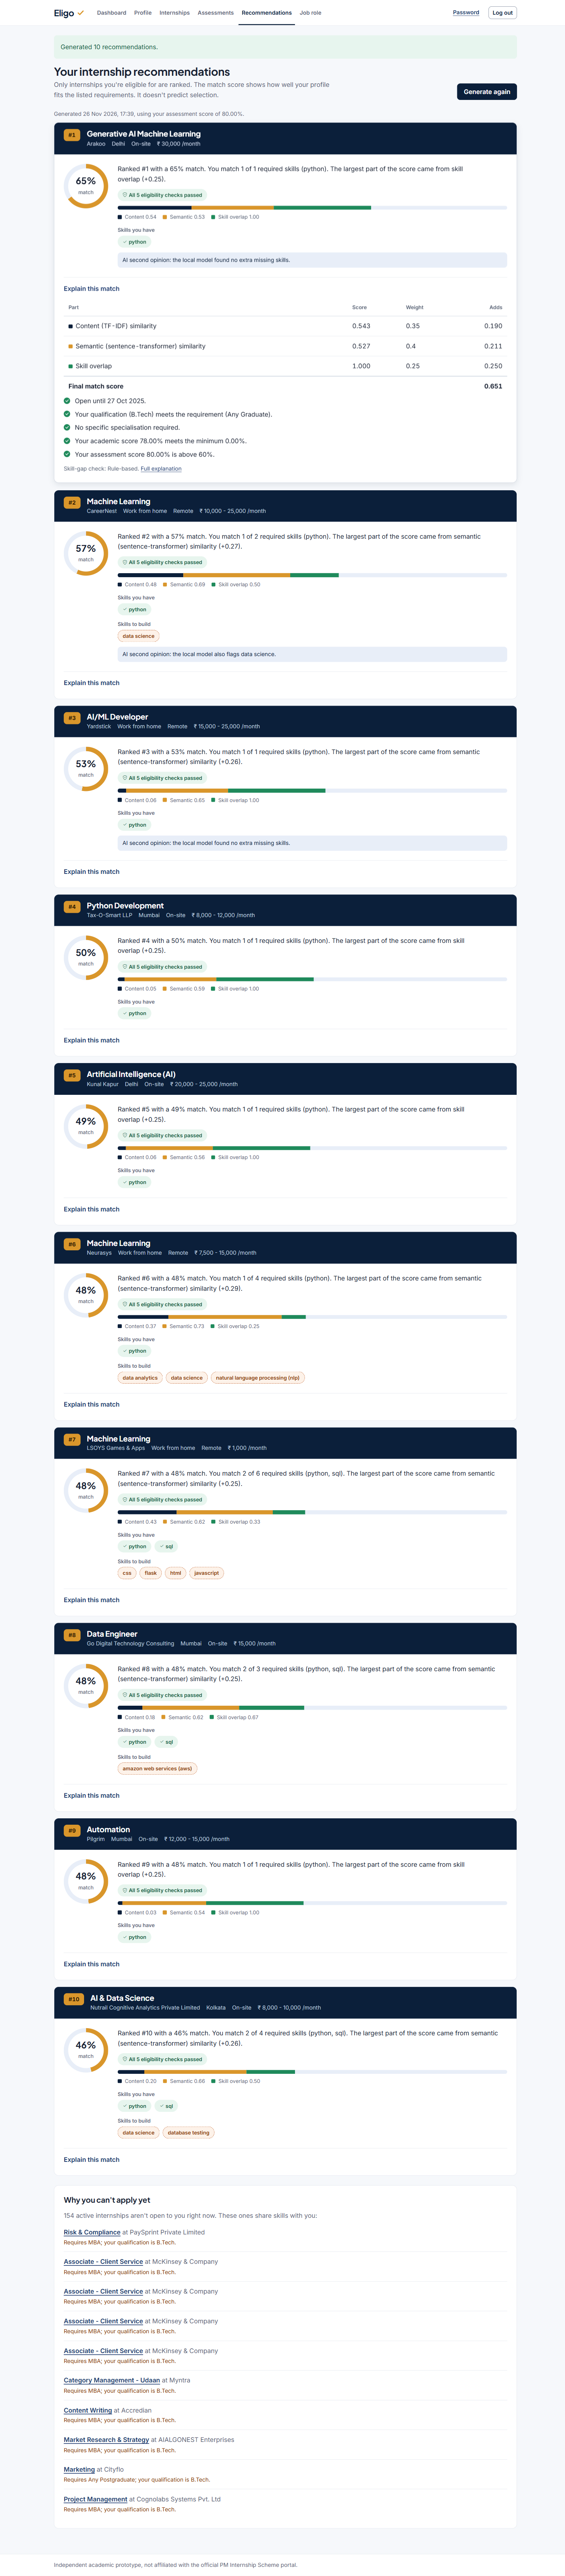 Eligo
Dashboard Profile Internships Assessments Recommendations Job role Password Log out
Generated 10 recommendations.
Your internship recommendations
Only internships you're eligible for are ranked. The match score shows how well your profile
fits the listed requirements. It doesn't predict selection.
Generate again
Generated 26 Nov 2026, 17:39, using your assessment score of 80.00%.
#1 Generative AI Machine Learning
Arakoo Delhi On-site ₹ 30,000 /month
65%
match
Ranked #1 with a 65% match. You match 1 of 1 required skills (python). The largest part of the score came from skill
overlap (+0.25).
All 5 eligibility checks passed
Content 0.54 Semantic 0.53 Skill overlap 1.00
Skills you have
python
AI second opinion: the local model found no extra missing skills.
Explain this match
Part Score Weight Adds
Content (TF-IDF) similarity 0.543 0.35 0.190
Semantic (sentence-transformer) similarity 0.527 0.4 0.211
Skill overlap 1.000 0.25 0.250
Final match score 0.651
Open until 27 Oct 2025.
Your qualification (B.Tech) meets the requirement (Any Graduate).
No specific specialisation required.
Your academic score 78.00% meets the minimum 0.00%.
Your assessment score 80.00% is above 60%.
Skill-gap check: Rule-based. Full explanation
#2 Machine Learning
CareerNest Work from home Remote ₹ 10,000 - 25,000 /month
57%
match
Ranked #2 with a 57% match. You match 1 of 2 required skills (python). The largest part of the score came from semantic
(sentence-transformer) similarity (+0.27).
All 5 eligibility checks passed
Content 0.48 Semantic 0.69 Skill overlap 0.50
Skills you have
python
Skills to build
data science
AI second opinion: the local model also flags data science.
Explain this match
#3 AI/ML Developer
Yardstick Work from home Remote ₹ 15,000 - 25,000 /month
53%
match
Ranked #3 with a 53% match. You match 1 of 1 required skills (python). The largest part of the score came from semantic
(sentence-transformer) similarity (+0.26).
All 5 eligibility checks passed
Content 0.06 Semantic 0.65 Skill overlap 1.00
Skills you have
python
AI second opinion: the local model found no extra missing skills.
Explain this match
#4 Python Development
Tax-O-Smart LLP Mumbai On-site ₹ 8,000 - 12,000 /month
50%
match
Ranked #4 with a 50% match. You match 1 of 1 required skills (python). The largest part of the score came from skill
overlap (+0.25).
All 5 eligibility checks passed
Content 0.05 Semantic 0.59 Skill overlap 1.00
Skills you have
python
Explain this match
#5 Artificial Intelligence (AI)
Kunal Kapur Delhi On-site ₹ 20,000 - 25,000 /month
49%
match
Ranked #5 with a 49% match. You match 1 of 1 required skills (python). The largest part of the score came from skill
overlap (+0.25).
All 5 eligibility checks passed
Content 0.06 Semantic 0.56 Skill overlap 1.00
Skills you have
python
Explain this match
#6 Machine Learning
Neurasys Work from home Remote ₹ 7,500 - 15,000 /month
48%
match
Ranked #6 with a 48% match. You match 1 of 4 required skills (python). The largest part of the score came from semantic
(sentence-transformer) similarity (+0.29).
All 5 eligibility checks passed
Content 0.37 Semantic 0.73 Skill overlap 0.25
Skills you have
python
Skills to build
data analytics data science natural language processing (nlp)
Explain this match
#7 Machine Learning
LSOYS Games & Apps Work from home Remote ₹ 1,000 /month
48%
match
Ranked #7 with a 48% match. You match 2 of 6 required skills (python, sql). The largest part of the score came from semantic
(sentence-transformer) similarity (+0.25).
All 5 eligibility checks passed
Content 0.43 Semantic 0.62 Skill overlap 0.33
Skills you have
python sql
Skills to build
css flask html javascript
Explain this match
#8 Data Engineer
Go Digital Technology Consulting Mumbai On-site ₹ 15,000 /month
48%
match
Ranked #8 with a 48% match. You match 2 of 3 required skills (python, sql). The largest part of the score came from semantic
(sentence-transformer) similarity (+0.25).
All 5 eligibility checks passed
Content 0.18 Semantic 0.62 Skill overlap 0.67
Skills you have
python sql
Skills to build
amazon web services (aws)
Explain this match
#9 Automation
Pilgrim Mumbai On-site ₹ 12,000 - 15,000 /month
48%
match
Ranked #9 with a 48% match. You match 1 of 1 required skills (python). The largest part of the score came from skill
overlap (+0.25).
All 5 eligibility checks passed
Content 0.03 Semantic 0.54 Skill overlap 1.00
Skills you have
python
Explain this match
#10 AI & Data Science
Nutrail Cognitive Analytics Private Limited Kolkata On-site ₹ 8,000 - 10,000 /month
46%
match
Ranked #10 with a 46% match. You match 2 of 4 required skills (python, sql). The largest part of the score came from semantic
(sentence-transformer) similarity (+0.26).
All 5 eligibility checks passed
Content 0.20 Semantic 0.66 Skill overlap 0.50
Skills you have
python sql
Skills to build
data science database testing
Explain this match
Why you can't apply yet
154 active internships aren't open to you right now. These ones share skills with you:
Risk & Compliance at PaySprint Private Limited
Requires MBA; your qualification is B.Tech.
Associate - Client Service at McKinsey & Company
Requires MBA; your qualification is B.Tech.
Associate - Client Service at McKinsey & Company
Requires MBA; your qualification is B.Tech.
Associate - Client Service at McKinsey & Company
Requires MBA; your qualification is B.Tech.
Associate - Client Service at McKinsey & Company
Requires MBA; your qualification is B.Tech.
Category Management - Udaan at Myntra
Requires MBA; your qualification is B.Tech.
Content Writing at Accredian
Requires MBA; your qualification is B.Tech.
Market Research & Strategy at AIALGONEST Enterprises
Requires MBA; your qualification is B.Tech.
Marketing at Cityflo
Requires Any Postgraduate; your qualification is B.Tech.
Project Management at Cognolabs Systems Pvt. Ltd
Requires MBA; your qualification is B.Tech.
Independent academic prototype, not affiliated with the official PM Internship Scheme portal.